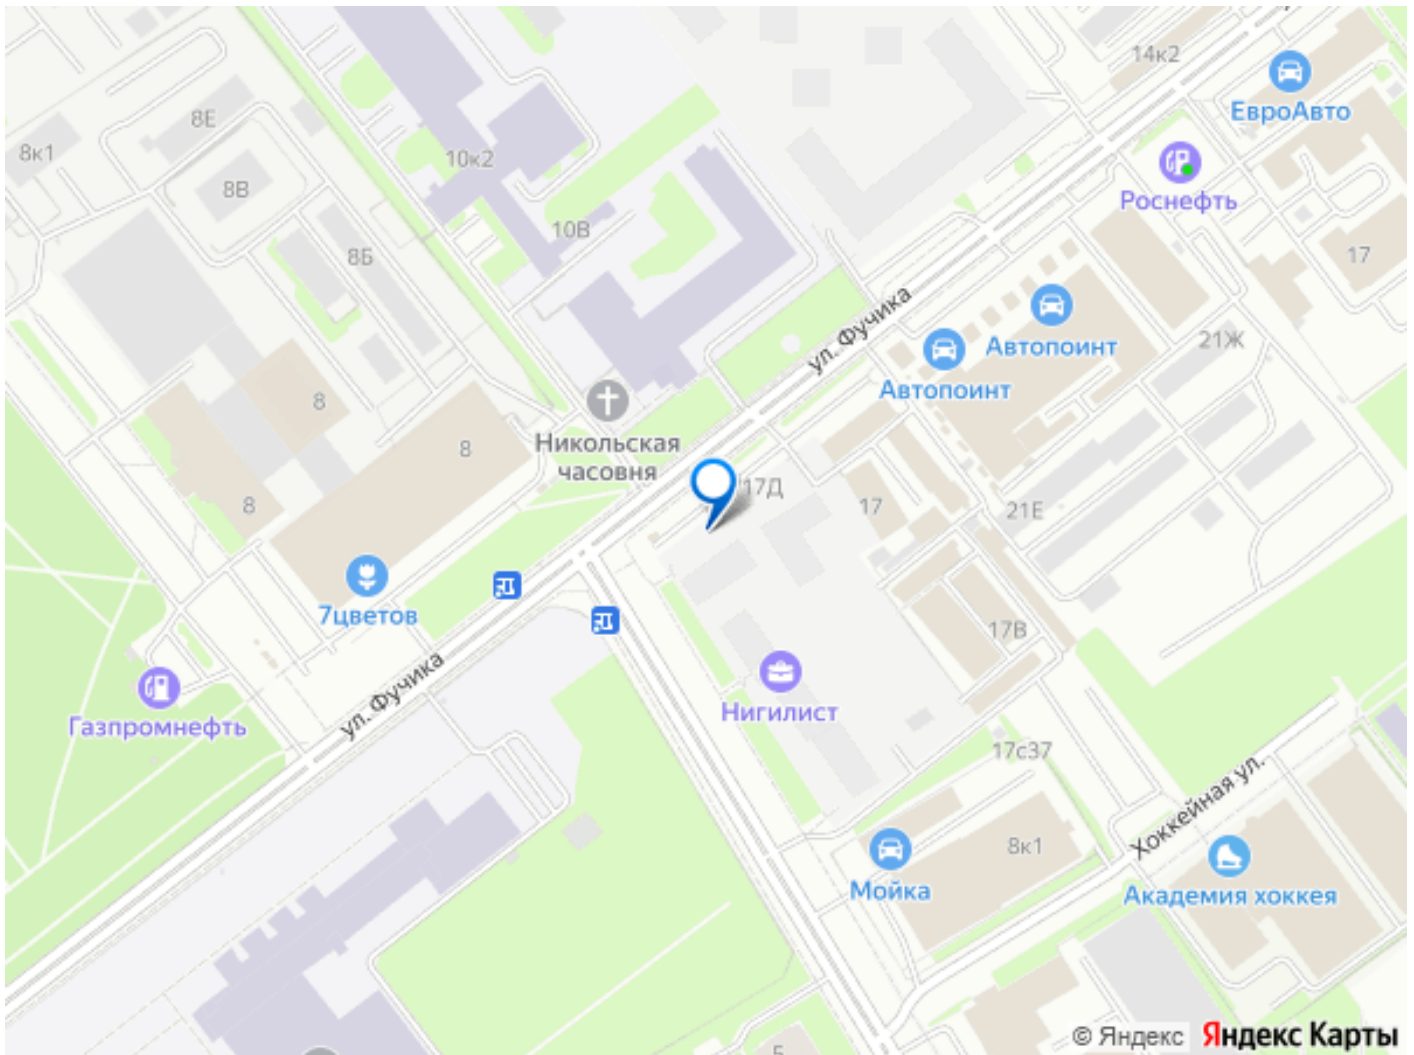 14к2
ЕвроАвто
8Е
8к1
10к2
Роснефть
8В
10В
17
8Б
ул. Фучика
Автопоинт
21Ж
Автопоинт
8
8
Никольская
часовня
17Д
8
17
21Е
7цветов
17В
ул. Фучика
Нигилист
Газпромнефть
17с37
Хоккейная ул.
8к1
Мойка
Академия хоккея
© Яндекс
Яндекс Карты